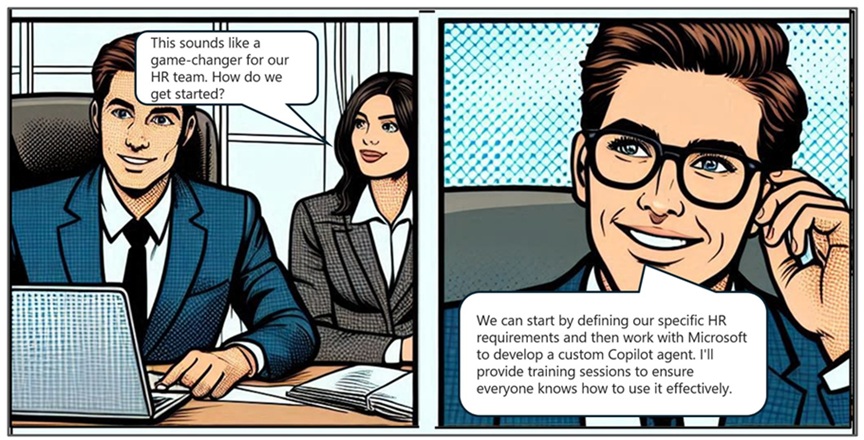 This sounds like a
game-changer for our
HR team. How do we
get started?
We can start by defining our specific HR
requirements and then work with Microsoft
to develop a custom Copilot agent. I'll
provide training sessions to ensure
everyone knows how to use it effectively.